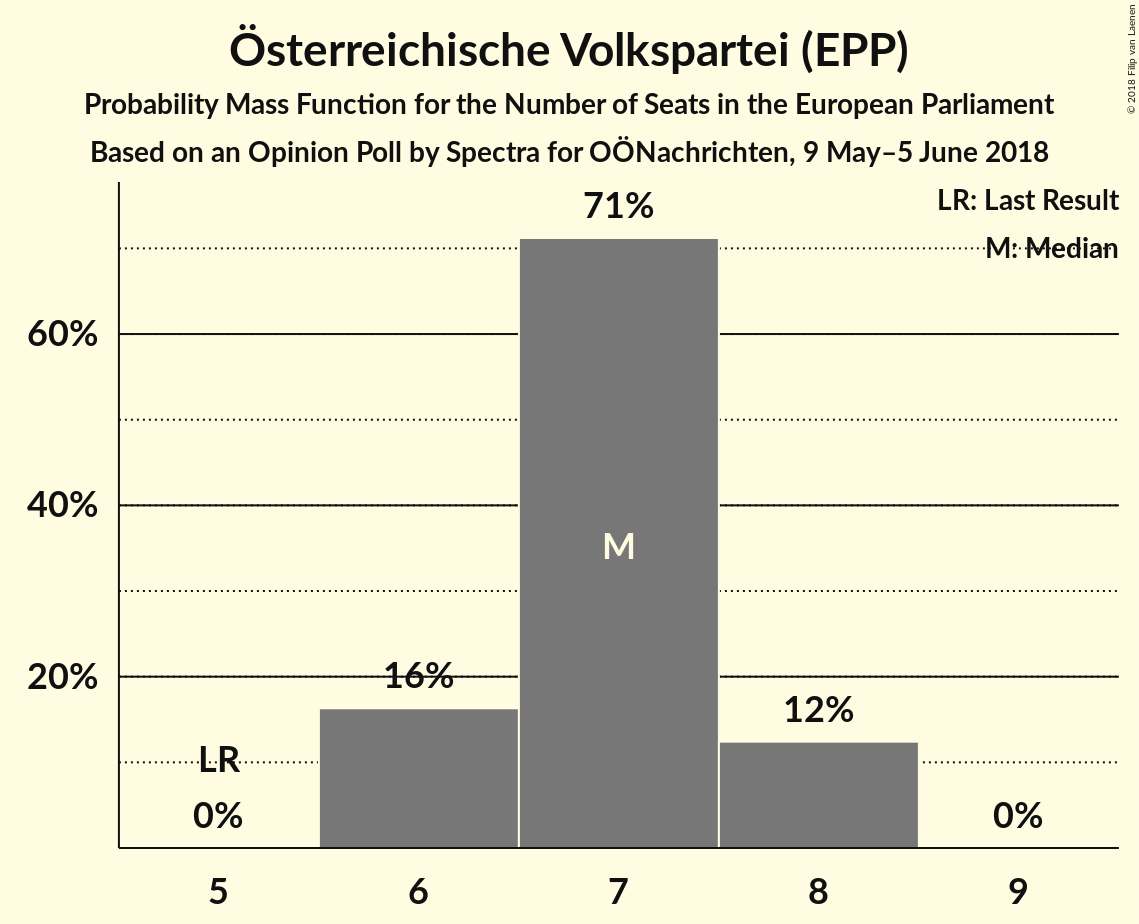 Österreichische Volkspartei (EPP)
Probability Mass Function for the Number of Seats in the European Parliament
Based on an Opinion Poll by Spectra for OÖNachrichten, 9 May–5 June 2018
© 2018 Filip van Laenen
LR: Last Result
M: Median
71%
60%
40%
M
20%
16%
12%
LR
0%
0%
5 6 7 8 9